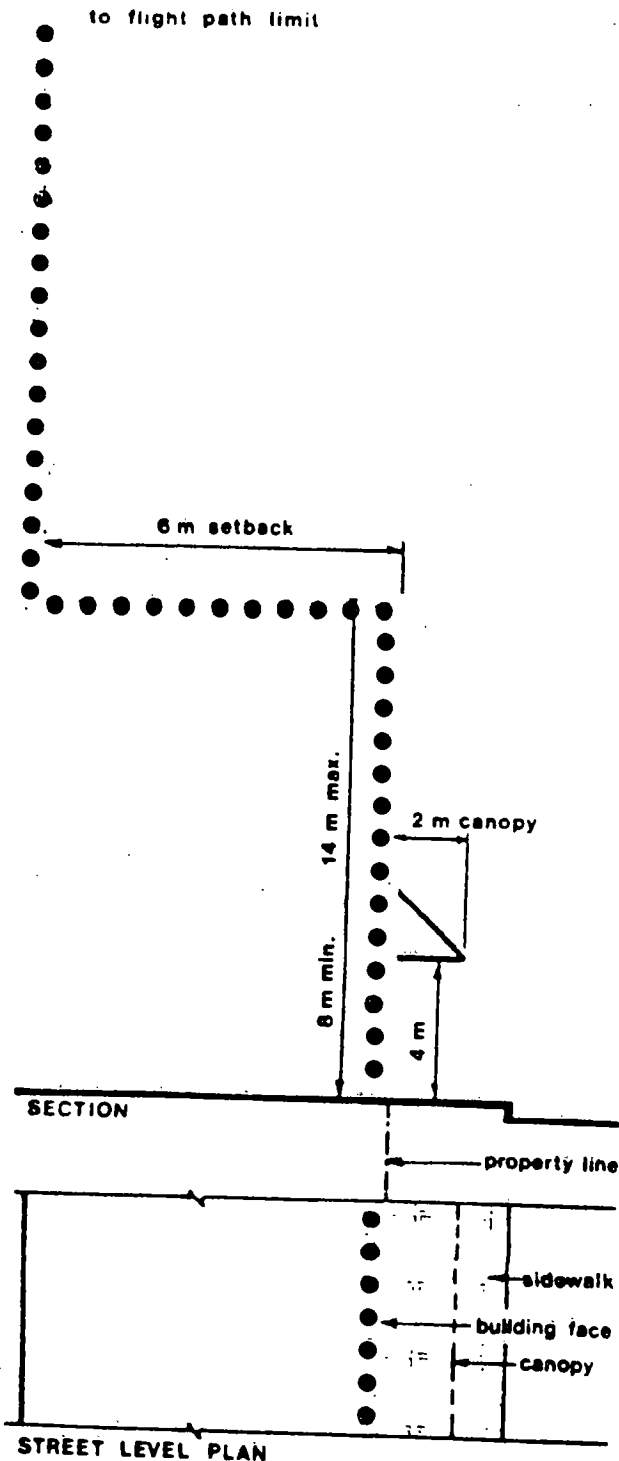 to flight path limit
6 m setback
14 m max.
8 m min.
2 m canopy
4 m
SECTION
property line
sidewalk
building face
canopy
STREET LEVEL PLAN